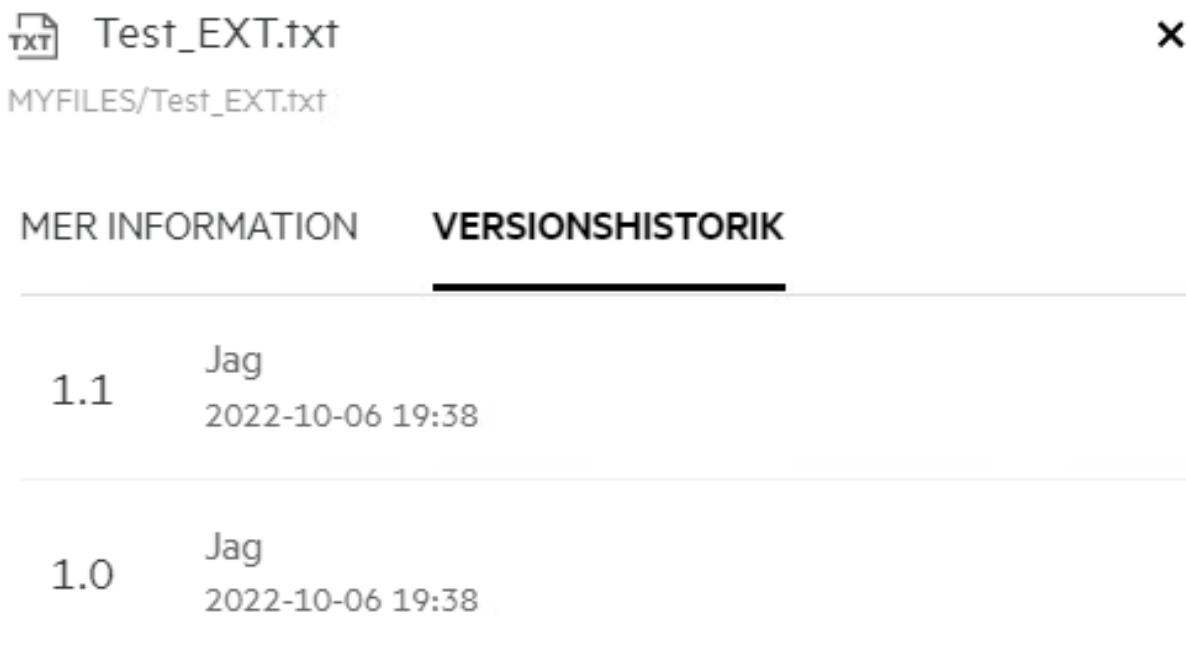 TXT Test_EXT.txt
MYFILES/Test_EXT.txt
MER INFORMATION VERSIONSHISTORIK
1.1
Jag
2022-10-06 19:38
1.0
Jag
2022-10-06 19:38